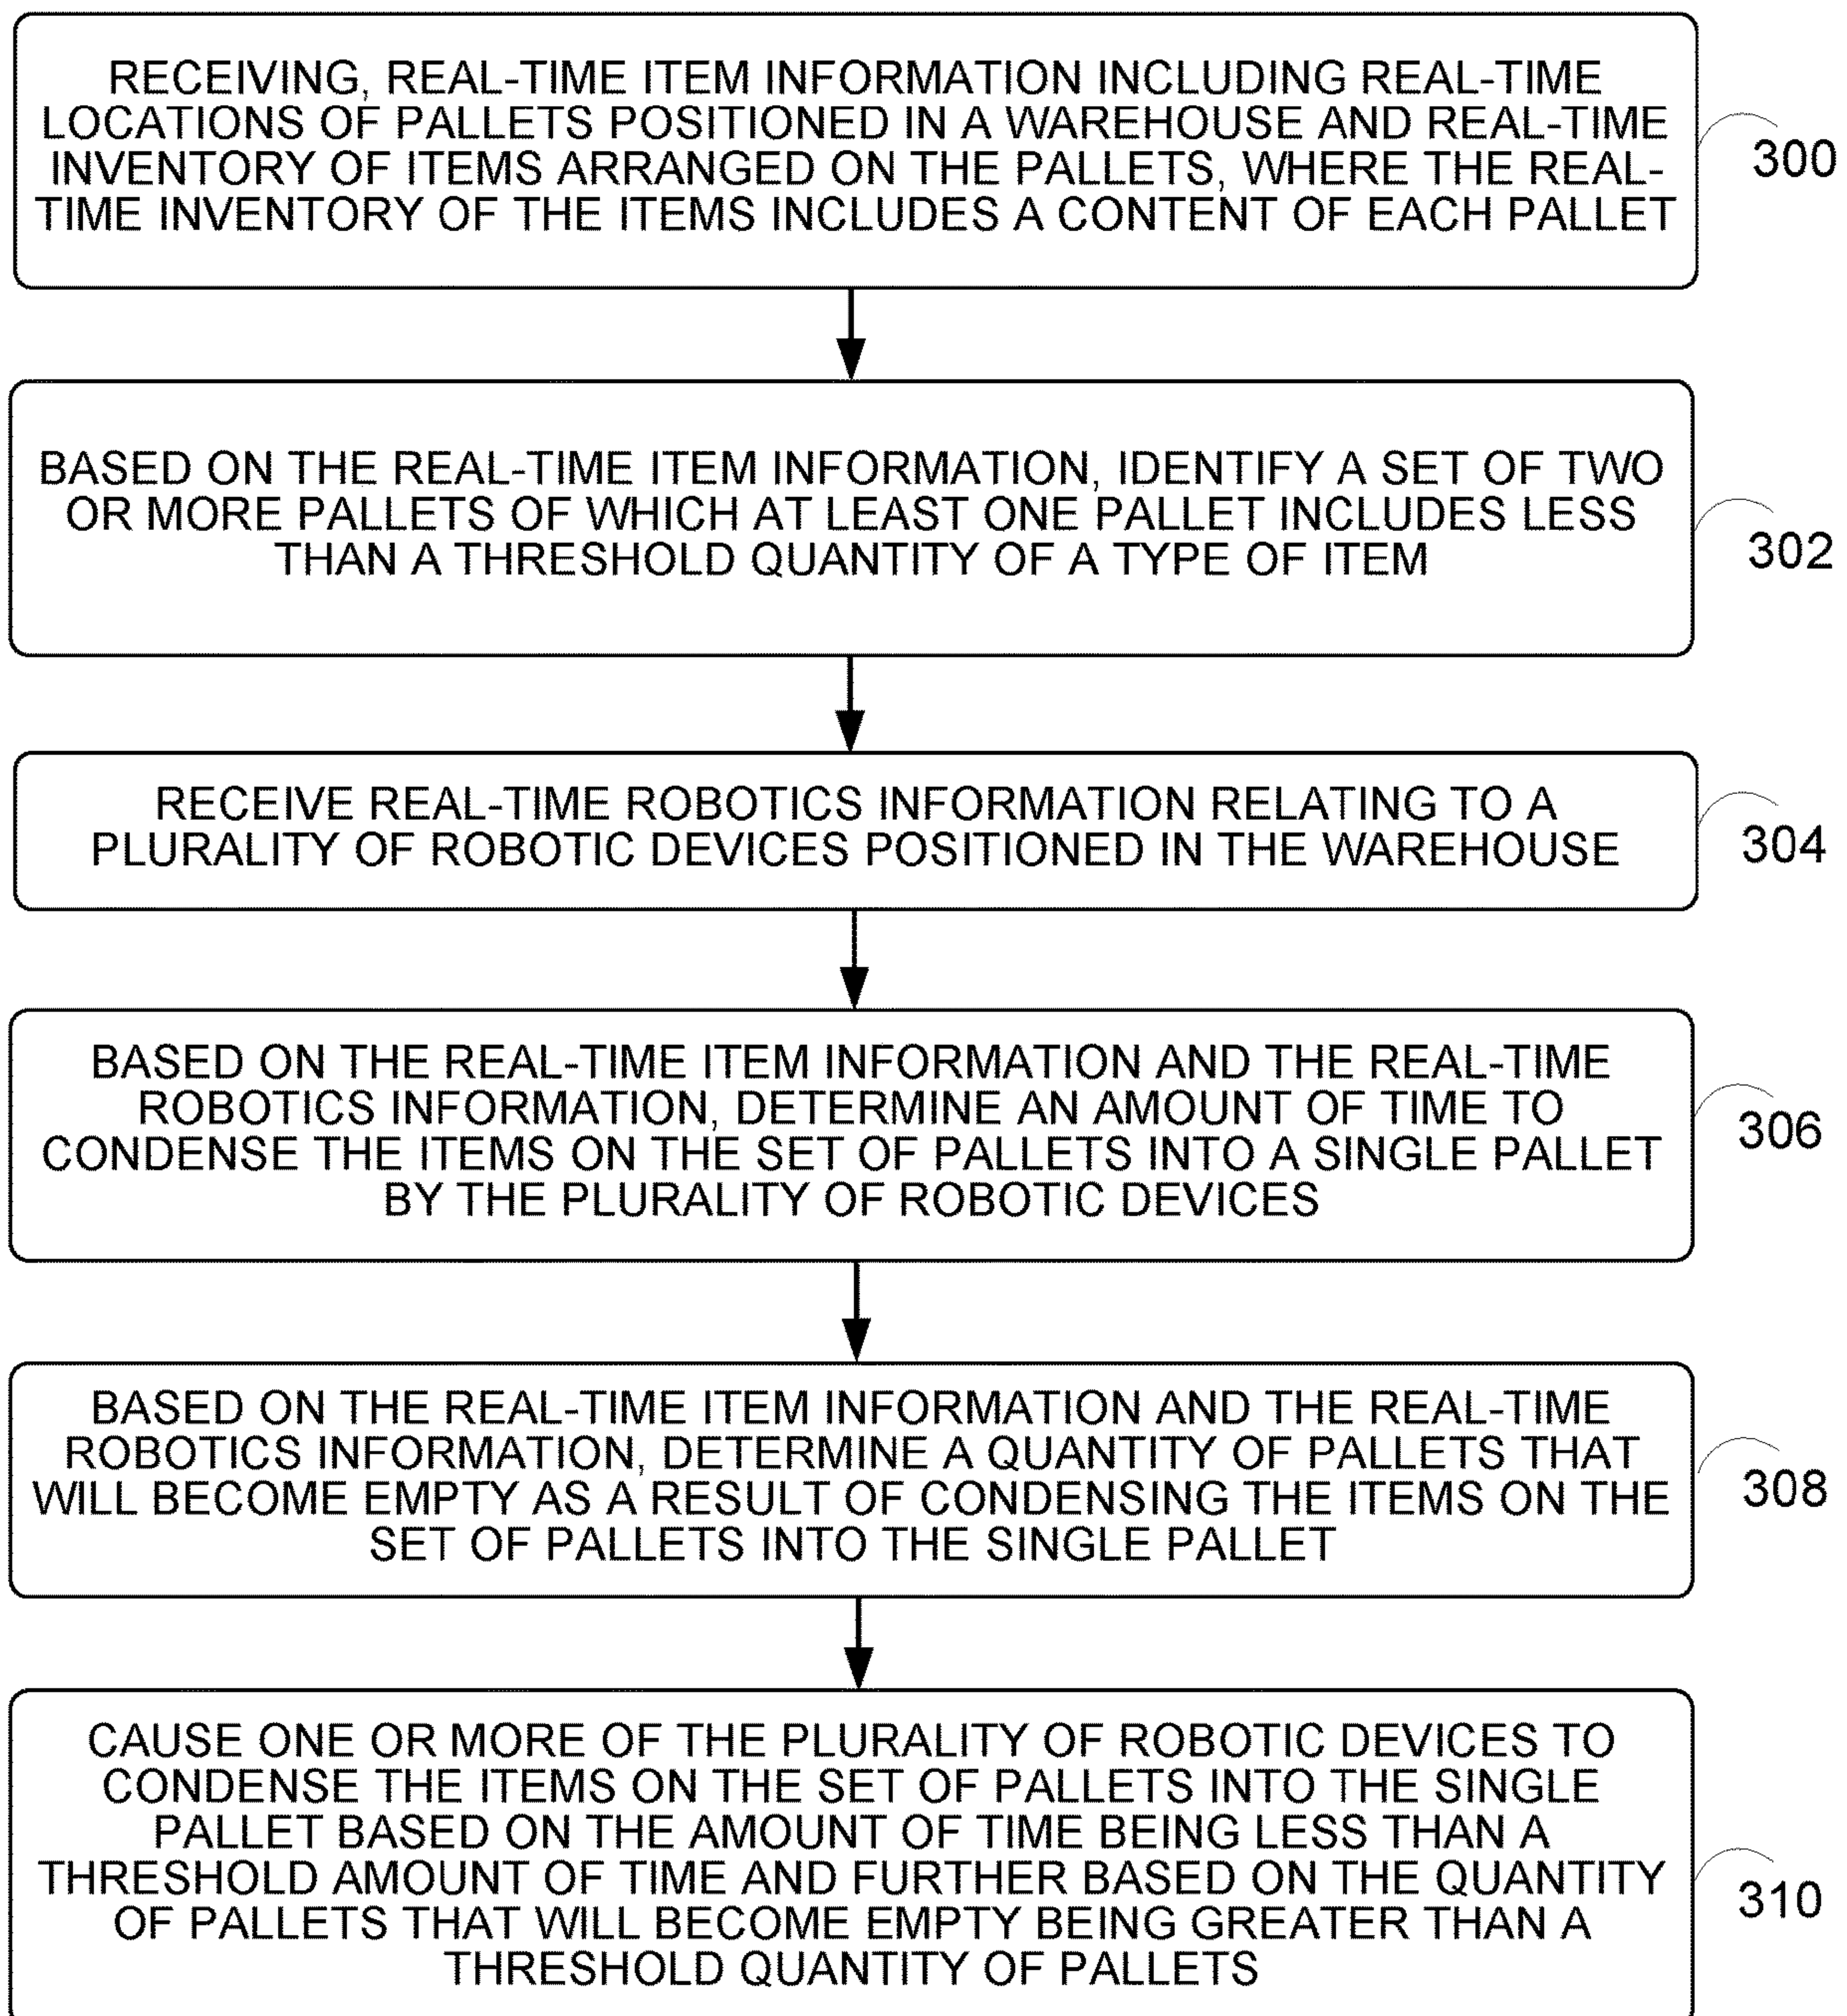 RECEIVING, REAL-TIME ITEM INFORMATION INCLUDING REAL-TIME
LOCATIONS OF PALLETS POSITIONED IN A WAREHOUSE AND REAL-TIME
INVENTORY OF ITEMS ARRANGED ON THE PALLETS, WHERE THE REAL-
TIME INVENTORY OF THE ITEMS INCLUDES A CONTENT OF EACH PALLET
300
BASED ON THE REAL-TIME ITEM INFORMATION, IDENTIFY A SET OF TWO
OR MORE PALLETS OF WHICH AT LEAST ONE PALLET INCLUDES LESS
THAN A THRESHOLD QUANTITY OF A TYPE OF ITEM
302
RECEIVE REAL-TIME ROBOTICS INFORMATION RELATING TO A
PLURALITY OF ROBOTIC DEVICES POSITIONED IN THE WAREHOUSE
304
BASED ON THE REAL-TIME ITEM INFORMATION AND THE REAL-TIME
ROBOTICS INFORMATION, DETERMINE AN AMOUNT OF TIME TO
CONDENSE THE ITEMS ON THE SET OF PALLETS INTO A SINGLE PALLET
BY THE PLURALITY OF ROBOTIC DEVICES
306
BASED ON THE REAL-TIME ITEM INFORMATION AND THE REAL-TIME
ROBOTICS INFORMATION, DETERMINE A QUANTITY OF PALLETS THAT
WILL BECOME EMPTY AS A RESULT OF CONDENSING THE ITEMS ON THE
SET OF PALLETS INTO THE SINGLE PALLET
308
CAUSE ONE OR MORE OF THE PLURALITY OF ROBOTIC DEVICES TO
CONDENSE THE ITEMS ON THE SET OF PALLETS INTO THE SINGLE
PALLET BASED ON THE AMOUNT OF TIME BEING LESS THAN A
THRESHOLD AMOUNT OF TIME AND FURTHER BASED ON THE QUANTITY
OF PALLETS THAT WILL BECOME EMPTY BEING GREATER THAN A
THRESHOLD QUANTITY OF PALLETS
310